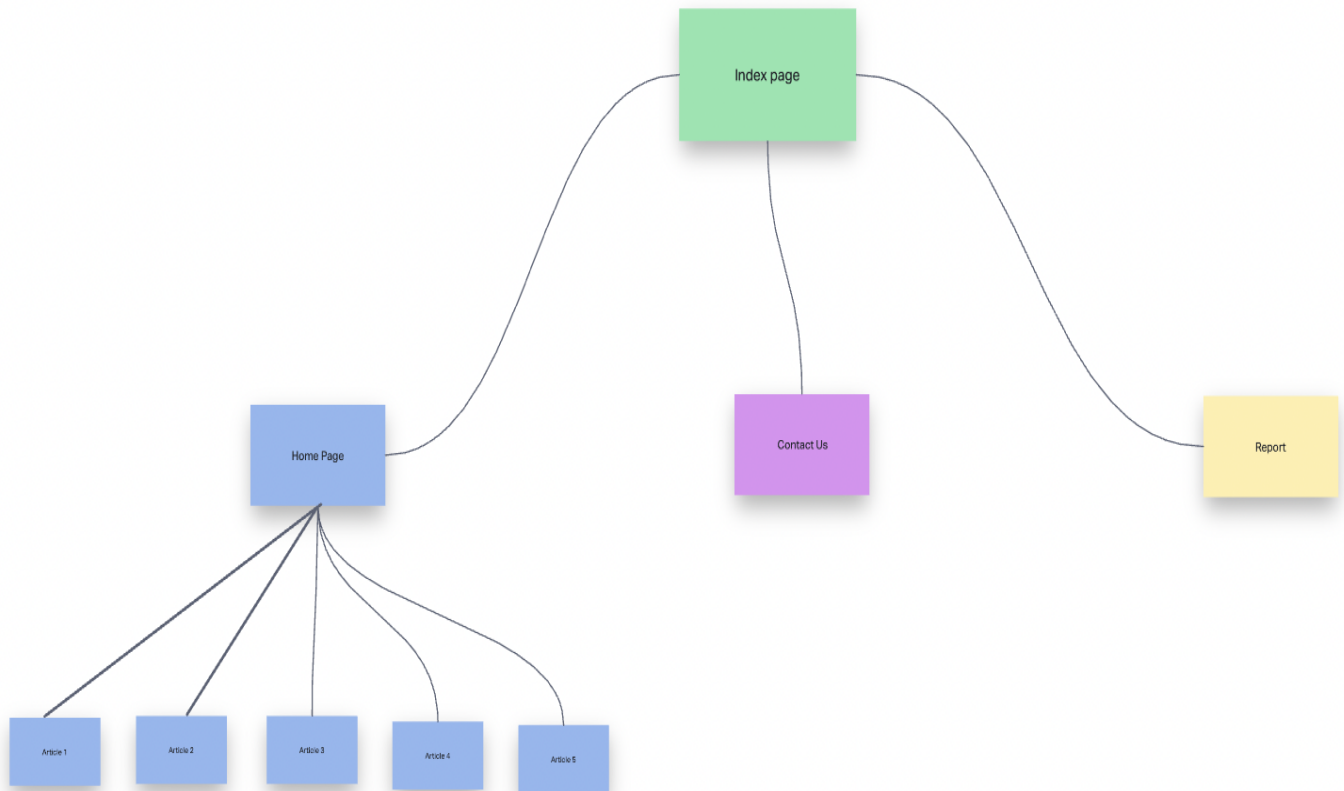 Index page
Home Page
Contact Us
Report
Article 1
Article 2
Article 3
Article 4
Article 5